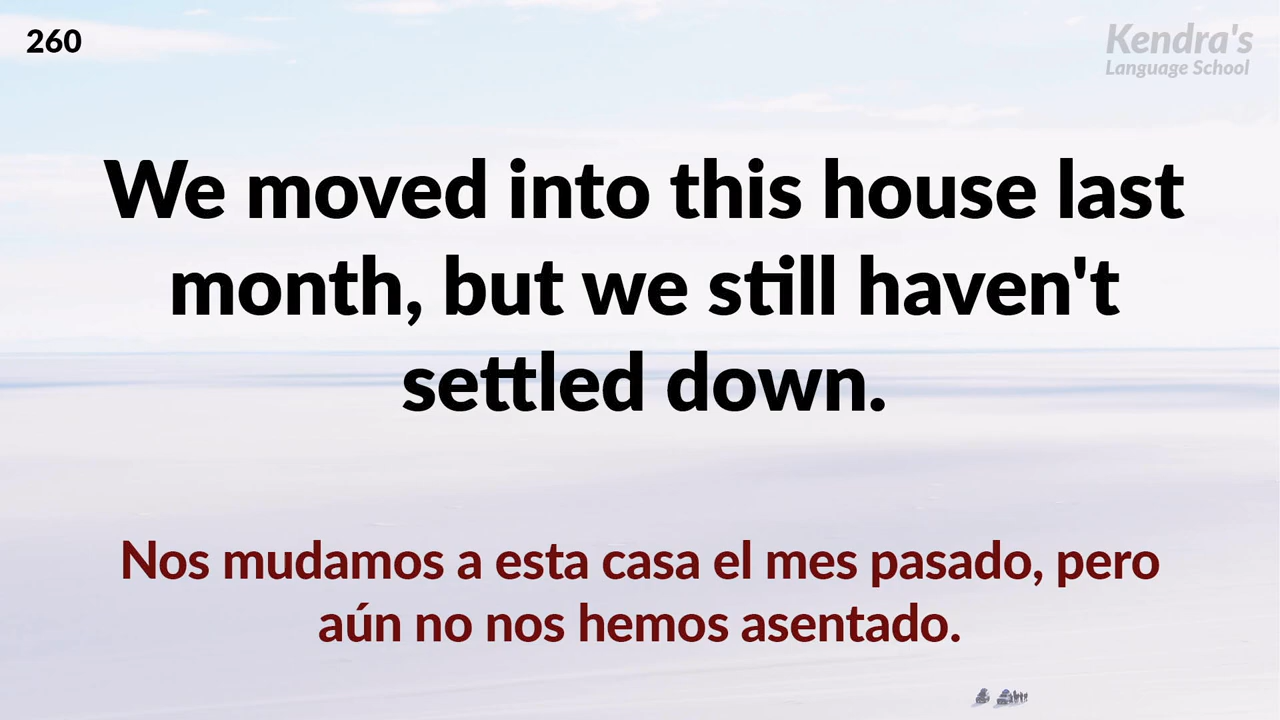 260
Kendra's
Language School
We moved into this house last
month, but we still haven't
settled down.
Nos mudamos a esta casa el mes pasado, pero
aún no nos hemos asentado.